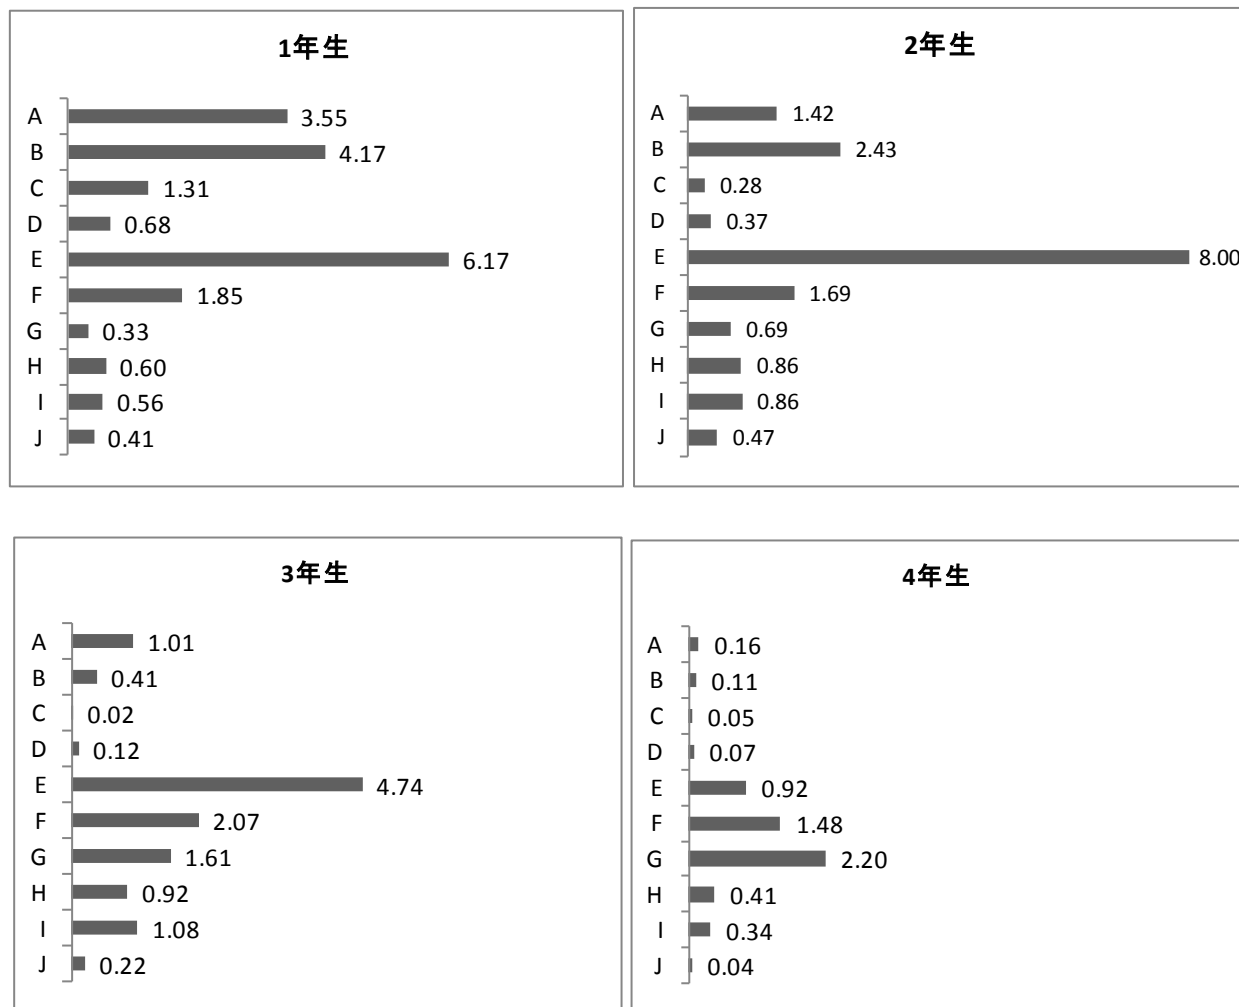 1年生
A 3.55
B 4.17
C 1.31
D 0.68
E 6.17
F 1.85
G 0.33
H 0.60
I 0.56
J 0.41
2年生
A 1.42
B 2.43
C 0.28
D 0.37
E 8.00
F 1.69
G 0.69
H 0.86
I 0.86
J 0.47
3年生
A 1.01
B 0.41
C 0.02
D 0.12
E 4.74
F 2.07
G 1.61
H 0.92
I 1.08
J 0.22
4年生
A 0.16
B 0.11
C 0.05
D 0.07
E 0.92
F 1.48
G 2.20
H 0.41
I 0.34
J 0.04